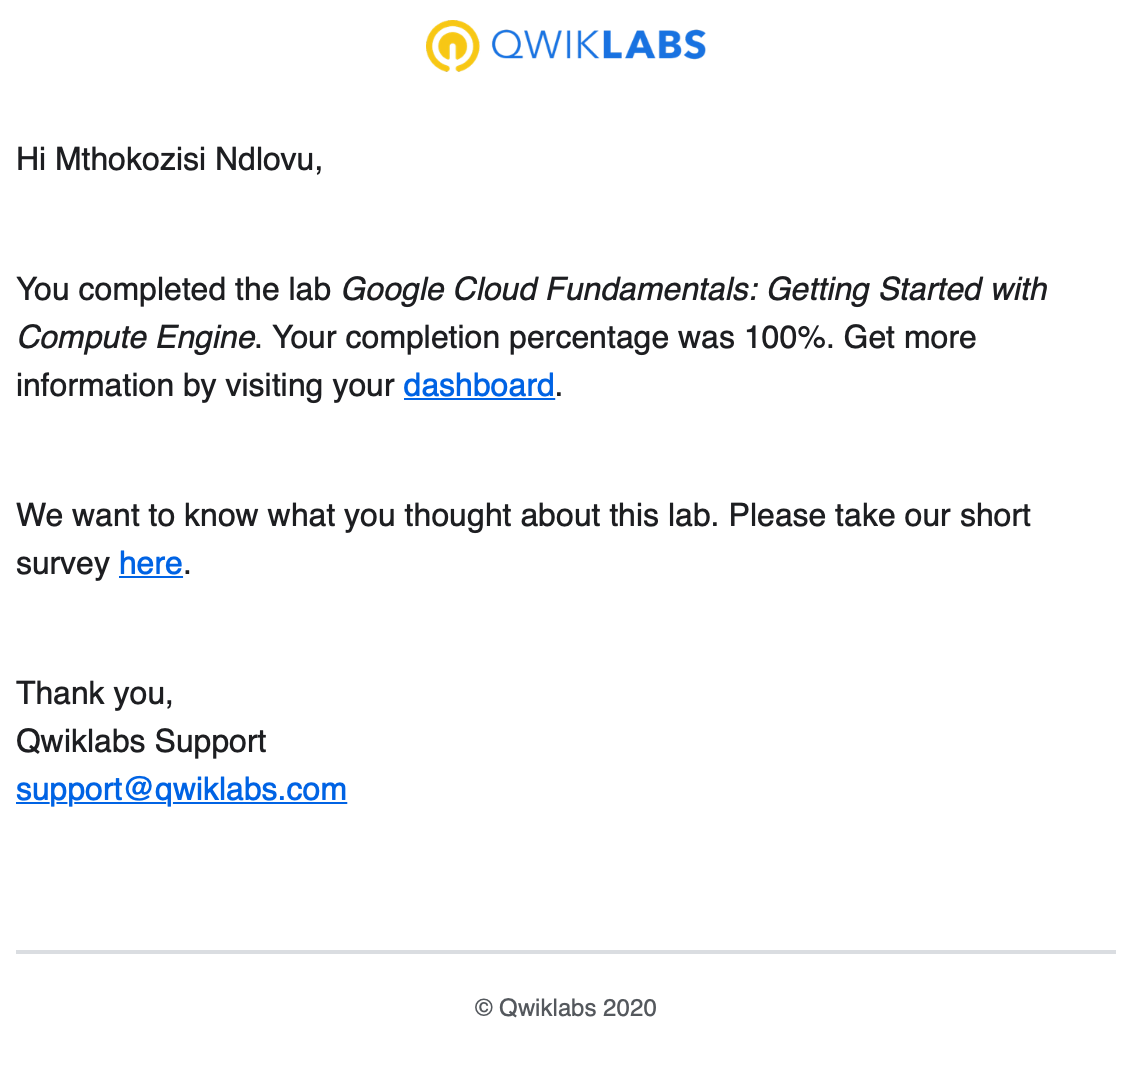 QWIKLABS
Hi Mthokozisi Ndlovu,
You completed the lab Google Cloud Fundamentals: Getting Started with
Compute Engine. Your completion percentage was 100%. Get more
information by visiting your dashboard.
We want to know what you thought about this lab. Please take our short
survey here.
Thank you,
Qwiklabs Support
support@qwiklabs.com
© Qwiklabs 2020